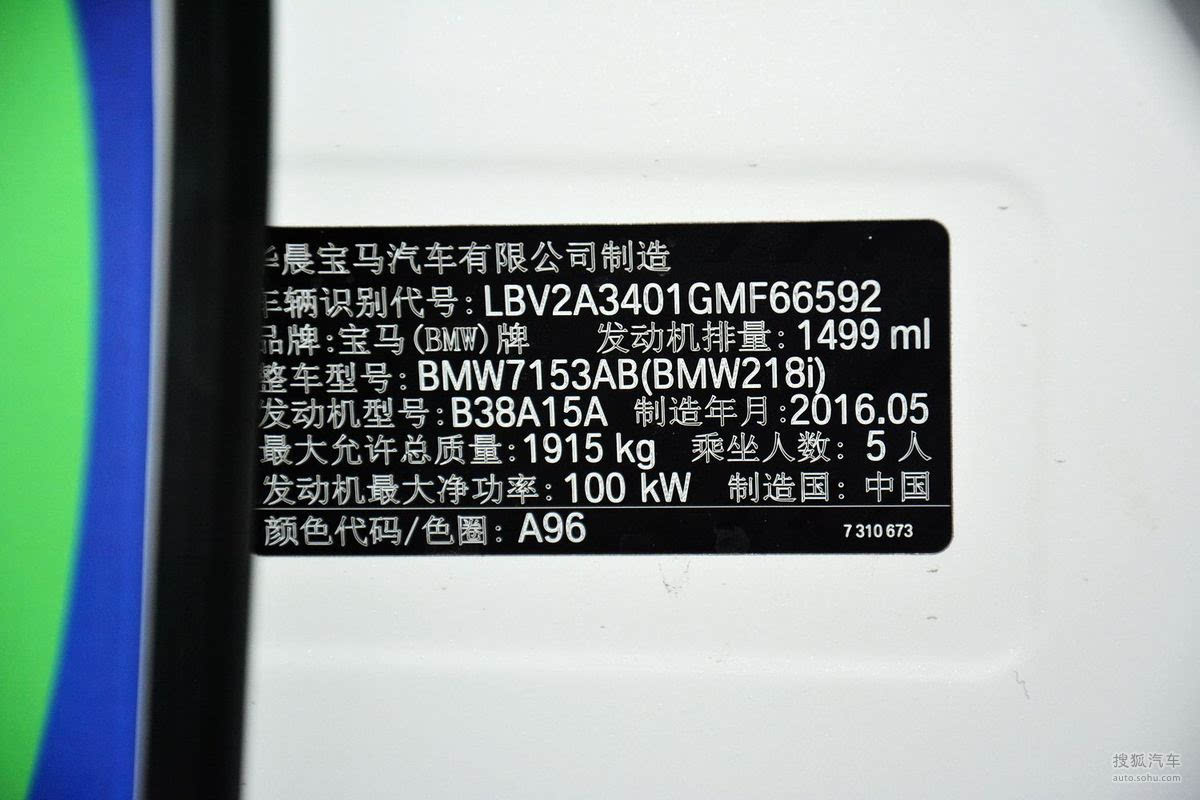 华晨宝马汽车有限公司制造
车辆识别代号: LBV2A3401GMF66592
品牌:宝马(BMW)牌 发动机排量: 1499 ml
整车型号: BMW7153AB(BMW218i)
发动机型号: B38A15A 制造年月:2016.05
最大允许总质量: 1915 kg 乘坐人数: 5 人
发动机最大净功率: 100 kW 制造国: 中国
颜色代码/色圈: A96 7 310 673
搜狐汽车
auto.sohu.com